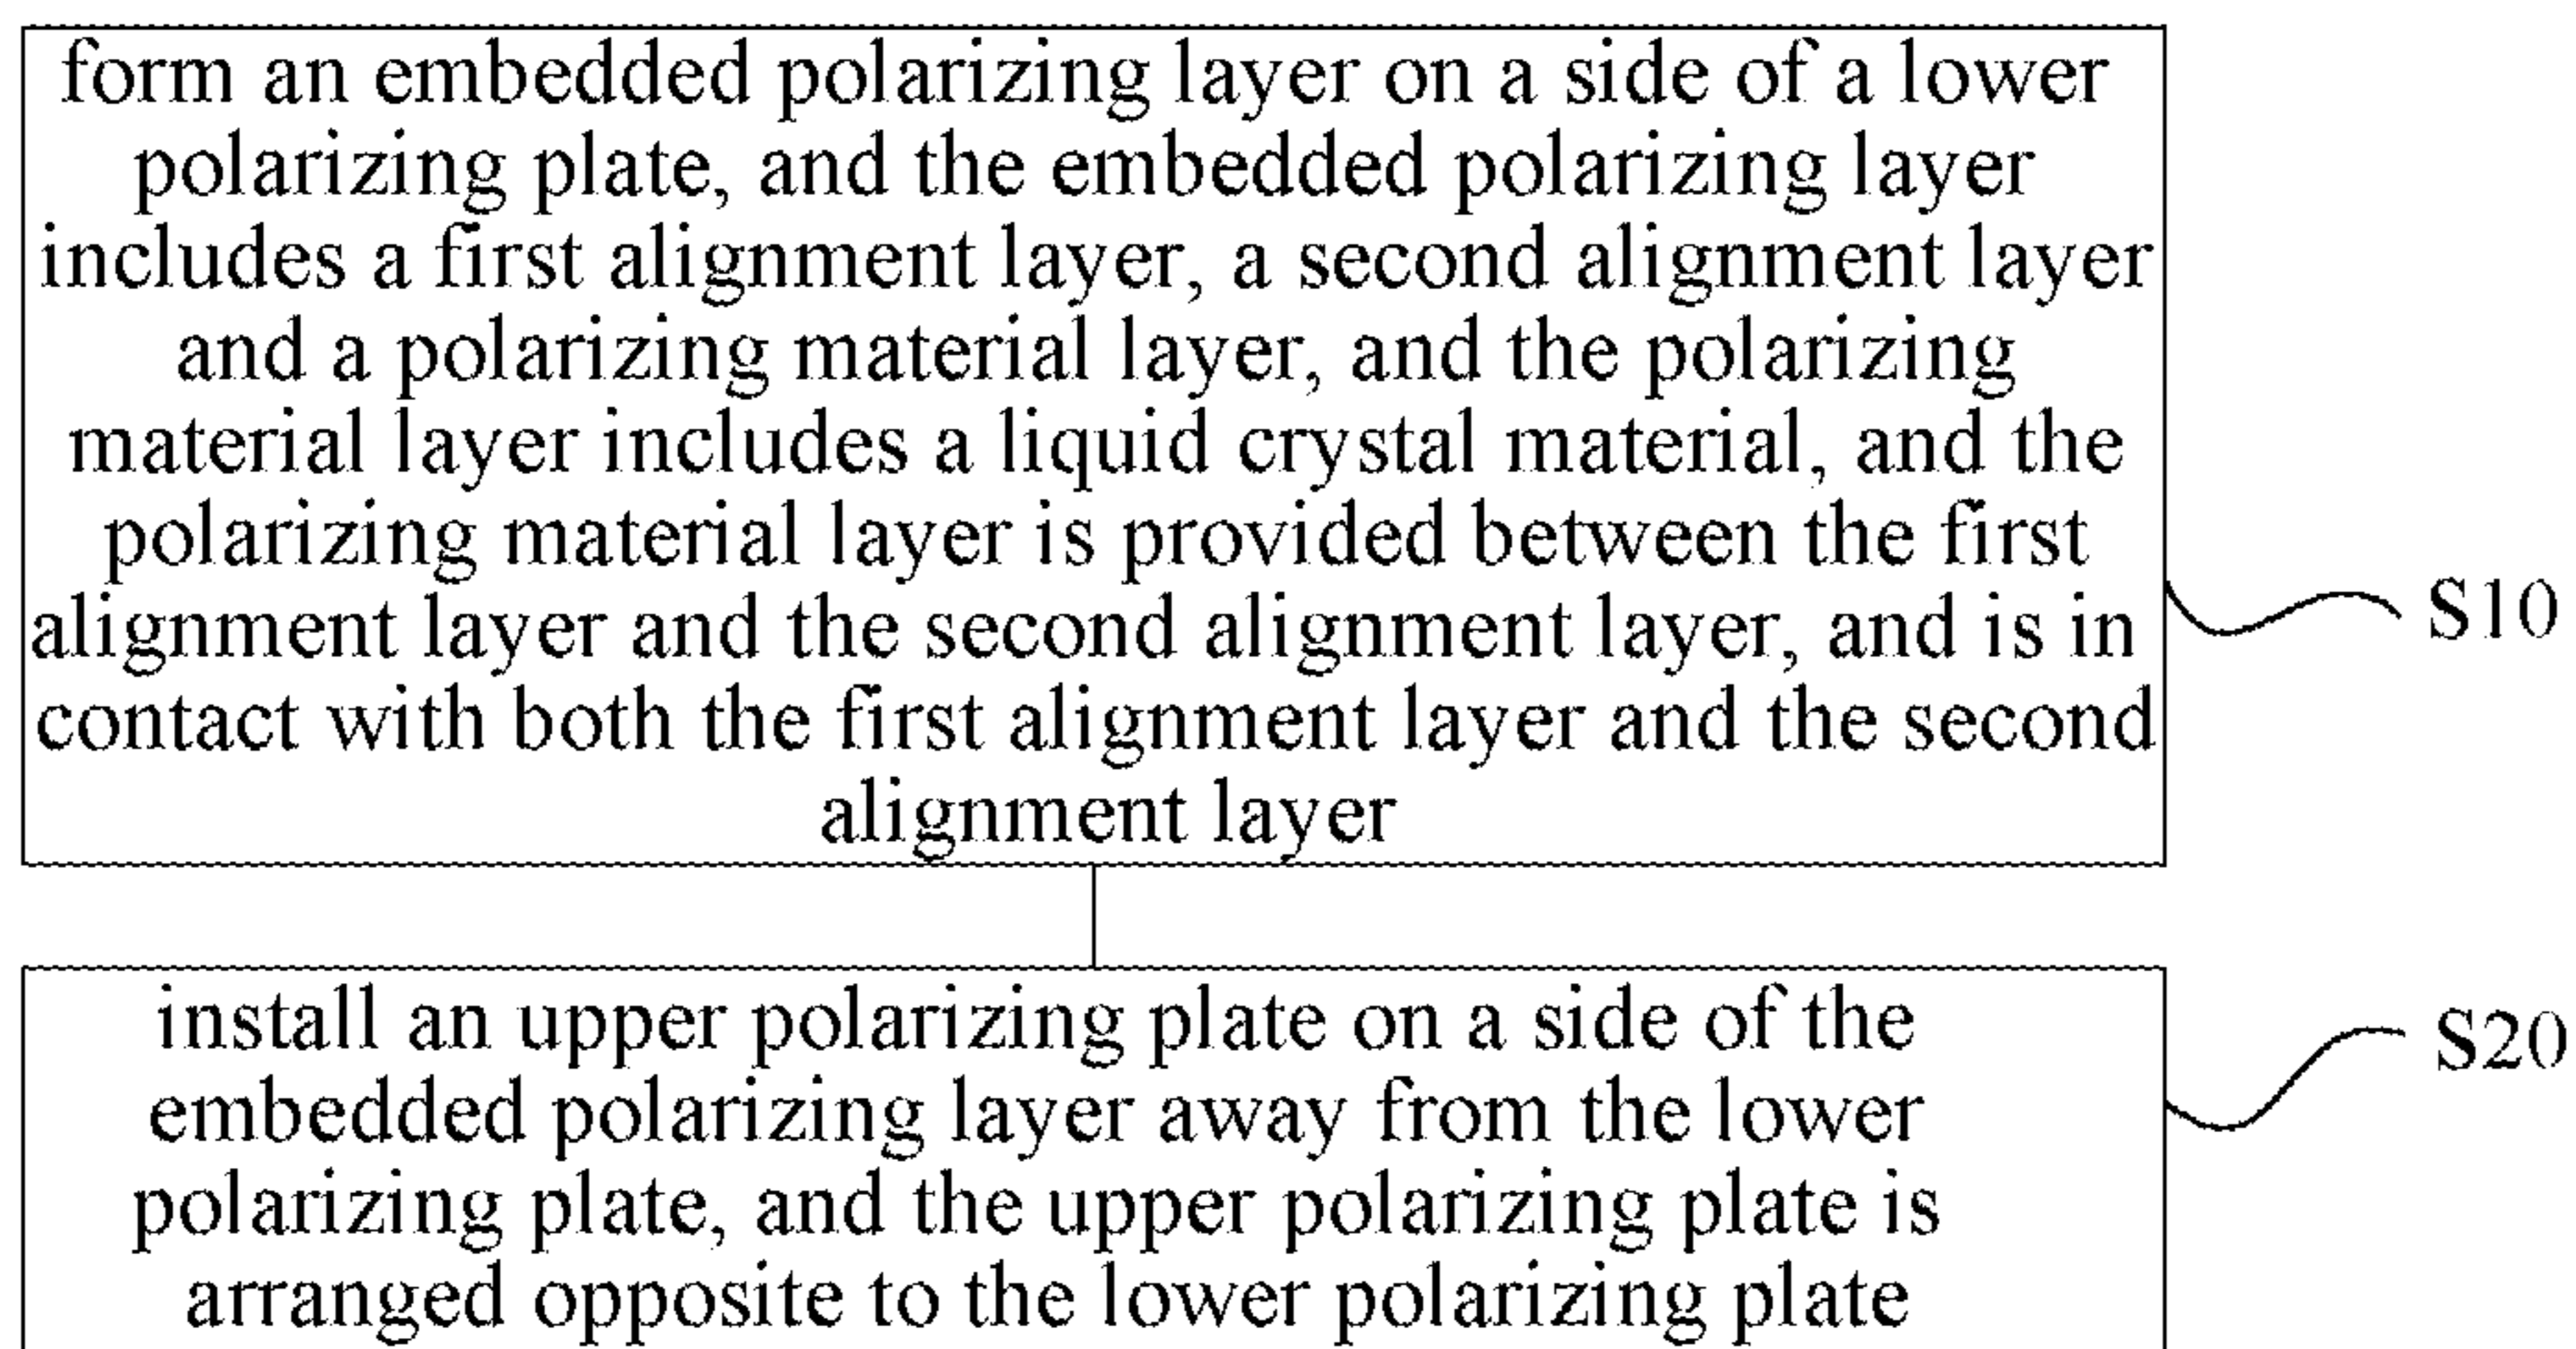 form an embedded polarizing layer on a side of a lower
polarizing plate, and the embedded polarizing layer
includes a first alignment layer, a second alignment layer
and a polarizing material layer, and the polarizing
material layer includes a liquid crystal material, and the
polarizing material layer is provided between the first
alignment layer and the second alignment layer, and is in
contact with both the first alignment layer and the second
alignment layer
S10
install an upper polarizing plate on a side of the
embedded polarizing layer away from the lower
polarizing plate, and the upper polarizing plate is
arranged opposite to the lower polarizing plate
S20